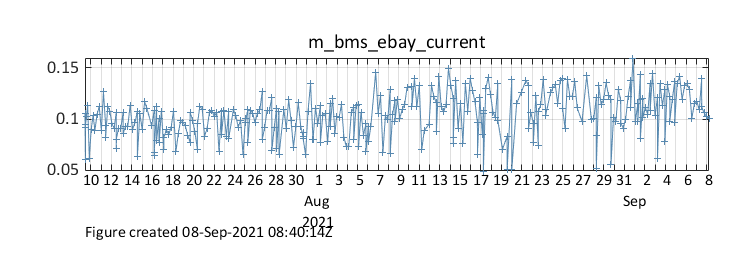 m_bms_ebay_current
0.15
0.1
0.05
10 12 14 16 18 20 22 24 26 28 30 1 3 5 7 9 11 13 15 17 19 21 23 25 27 29 31 2 4 6 8
Aug Sep
2021
Figure created 08-Sep-2021 08:40:14Z